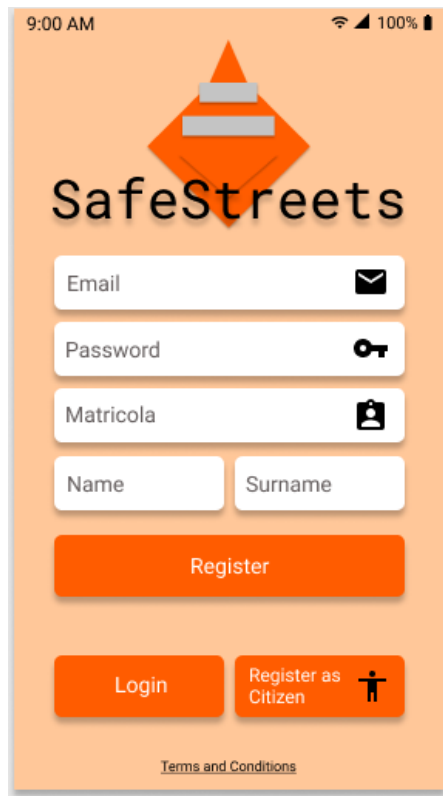 9:00 AM 100%
SafeStreets
Email
Password
Matricola
Name Surname
Register
Login Register as
Citizen
Terms and Conditions